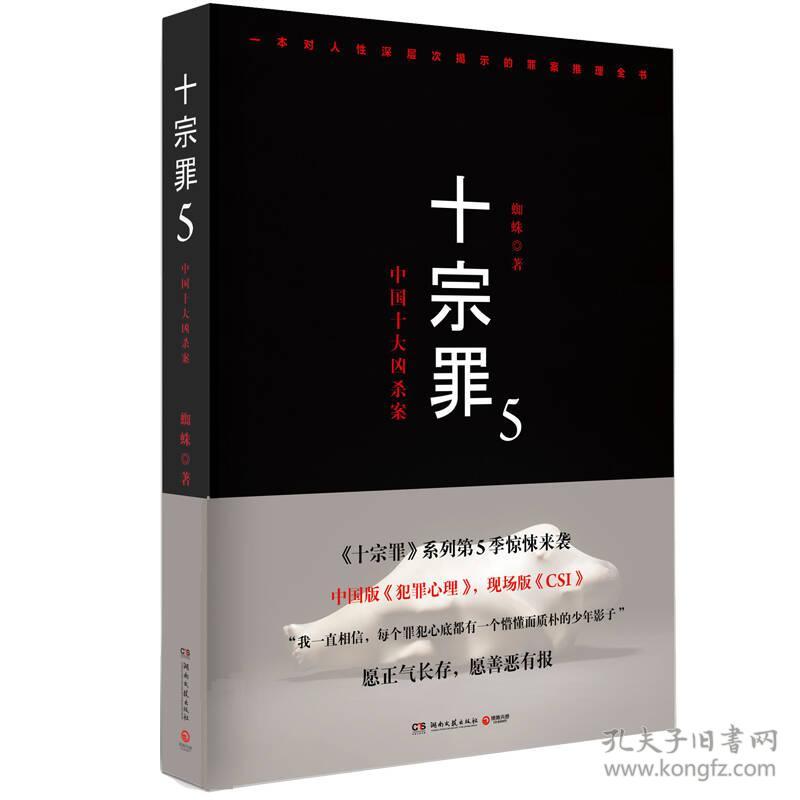 一本对人性深层次揭示的罪案推理全书
十宗罪5
中国十大凶杀案
蜘蛛◎著
蜘蛛◎著
十宗罪5
中国十大凶杀案
《十宗罪》系列第5季惊悚来袭
中国版《犯罪心理》，现场版《CSI》
“我一直相信，每个罪犯心底都有一个懵懂而质朴的少年影子”
愿正气长存，愿善恶有报
CS 湖南文艺出版社 博集天卷
孔夫子旧书网
www.kongfz.com